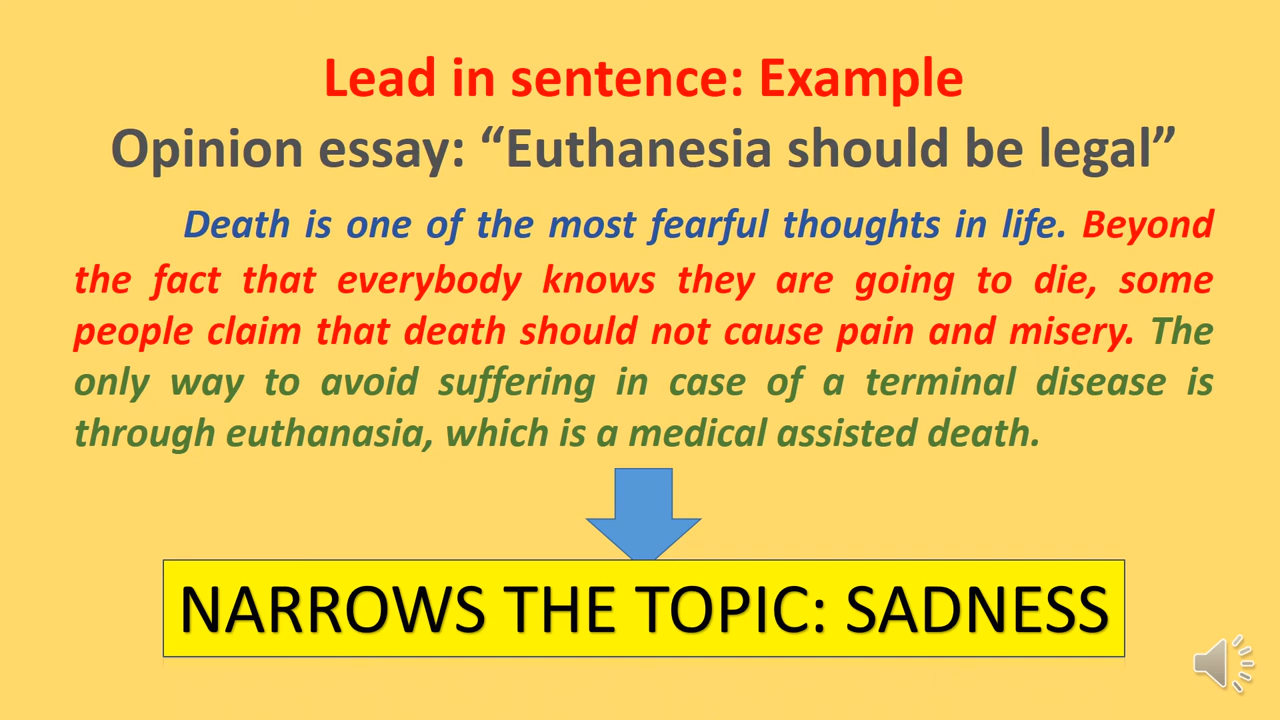 Lead in sentence: Example
Opinion essay: “Euthanesia should be legal”
Death is one of the most fearful thoughts in life. Beyond
the fact that everybody knows they are going to die, some
people claim that death should not cause pain and misery. The
only way to avoid suffering in case of a terminal disease is
through euthanasia, which is a medical assisted death.
NARROWS THE TOPIC: SADNESS